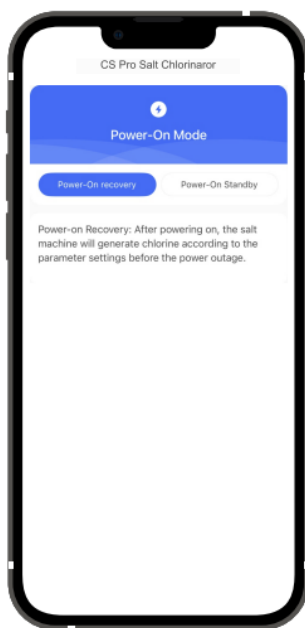 CS Pro Salt Chlorinaror
Power-On Mode
Power-On recovery
Power-On Standby
Power-on Recovery: After powering on, the salt
machine will generate chlorine according to the
parameter settings before the power outage.